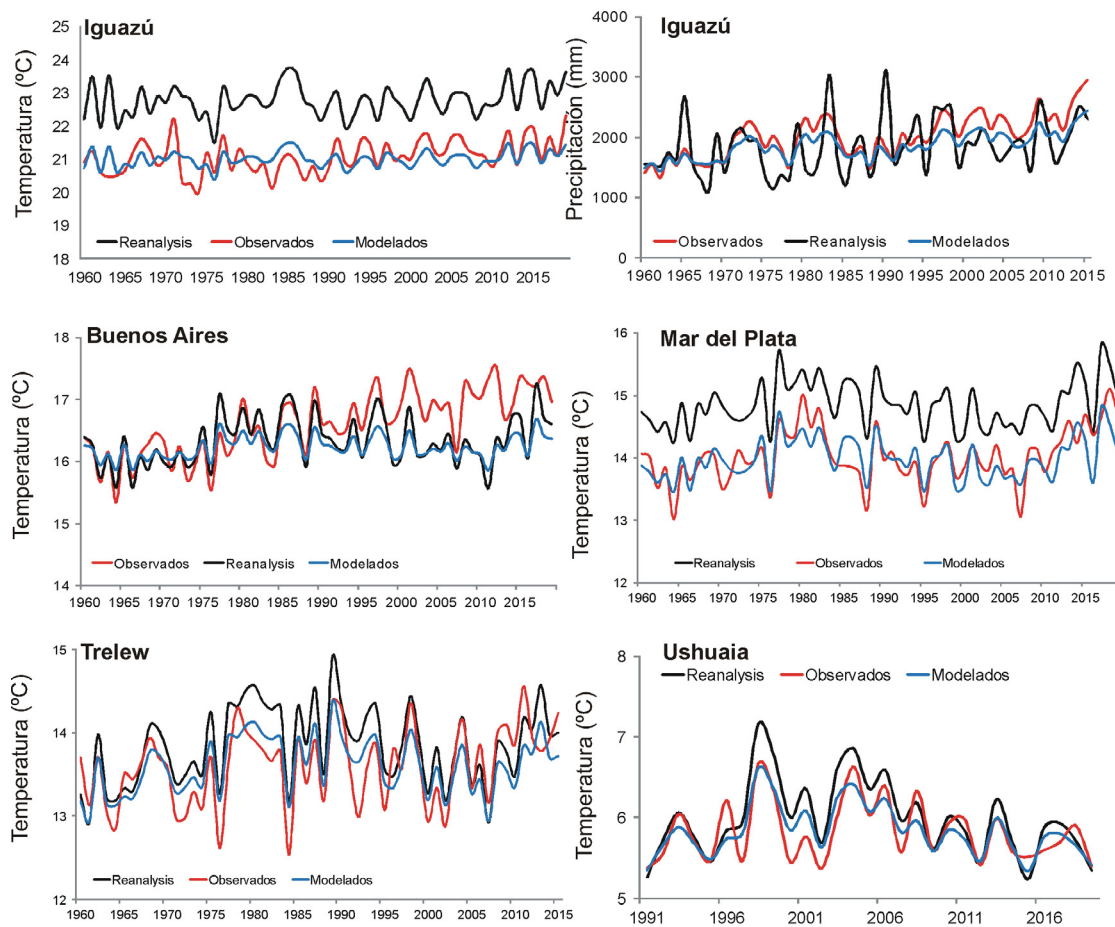 Iguazú
Temperatura (ºC)
25
24
23
22
21
20
19
18
Reanalysis Observados Modelados
1960 1965 1970 1975 1980 1985 1990 1995 2000 2005 2010 2015
Iguazú
Precipitación (mm)
4000
3000
2000
1000
0
Observados Reanalysis Modelados
1960 1965 1970 1975 1980 1985 1990 1995 2000 2005 2010 2015
Buenos Aires
Temperatura (ºC)
18
17
16
15
14
Observados Reanalysis Modelados
1960 1965 1970 1975 1980 1985 1990 1995 2000 2005 2010 2015
Mar del Plata
Temperatura (ºC)
16
15
14
13
12
Reanalysis Observados Modelados
1960 1965 1970 1975 1980 1985 1990 1995 2000 2005 2010 2015
Trelew
Temperatura (ºC)
15
14
13
12
Reanalysis Observados Modelados
1960 1965 1970 1975 1980 1985 1990 1995 2000 2005 2010 2015
Ushuaia
Temperatura (ºC)
8
7
6
5
Reanalysis Observados Modelados
1991 1996 2001 2006 2011 2016